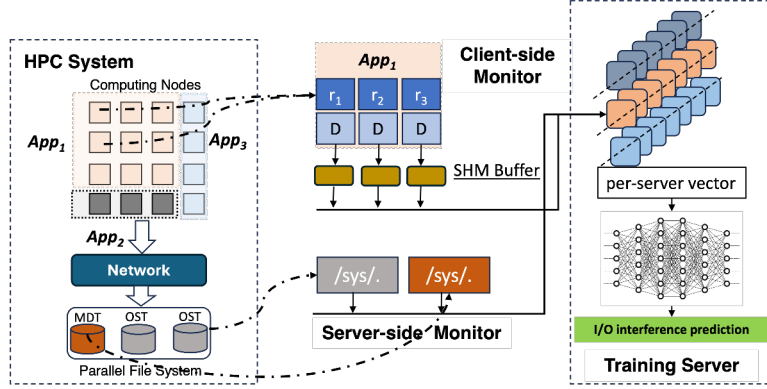 HPC System
Computing Nodes
App1
App3
App2
Network
MDT
OST
OST
Parallel File System
App1
r1
r2
r3
D
D
D
Client-side
Monitor
SHM Buffer
/sys/.
/sys/.
Server-side Monitor
per-server vector
I/O interference prediction
Training Server